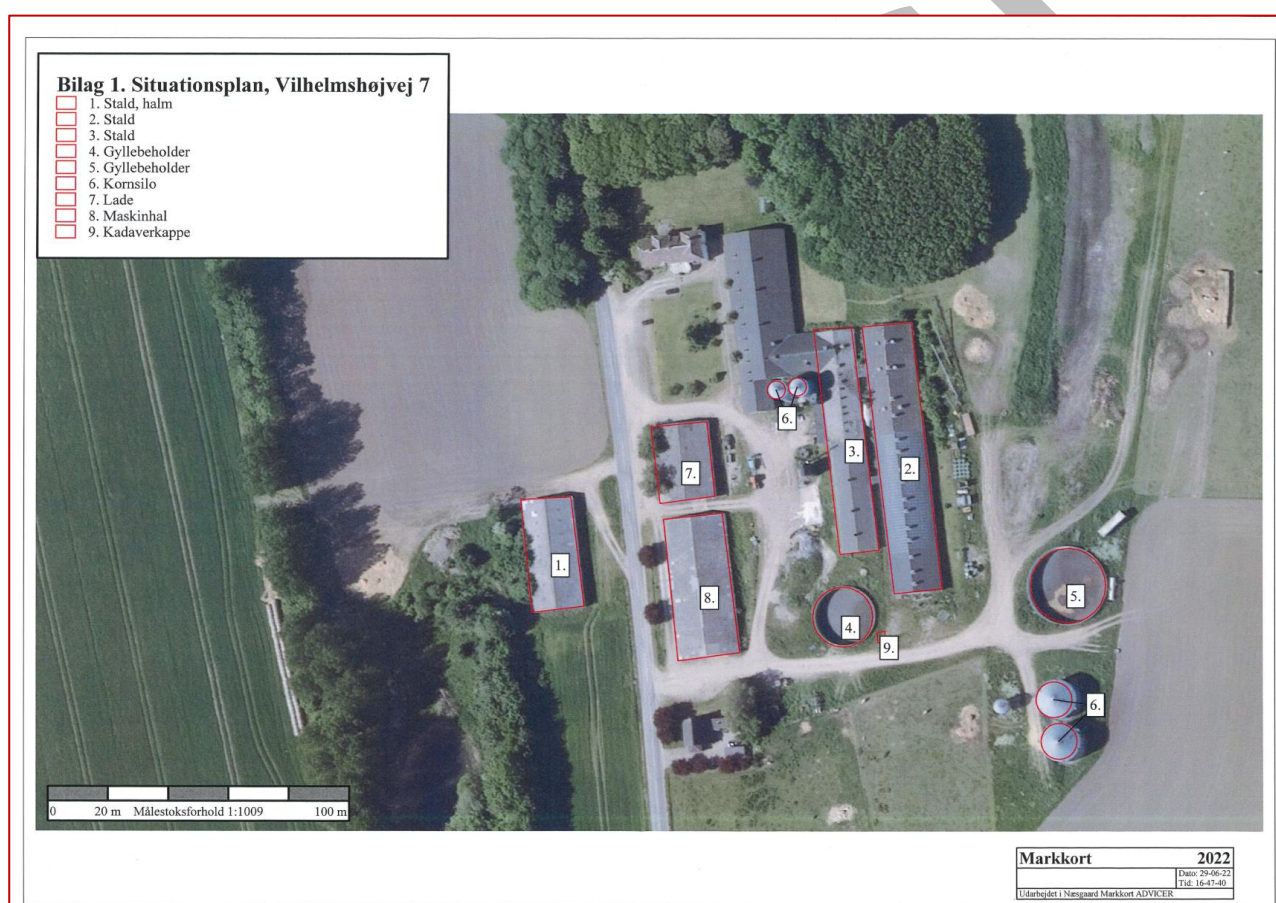 Bilag 1. Situationsplan, Vilhelmshøjvej 7
1. Stald, halm
2. Stald
3. Stald
4. Gyllebeholder
5. Gyllebeholder
6. Kornsilo
7. Lade
8. Maskinhal
9. Kadaverkappe
6.
3.
2.
7.
1.
8.
4.
5.
9.
6.
0 20 m Målestoksforhold 1:1009 100 m
Markkort 2022
Dato: 29-06-22
Tid: 16-47-40
Udarbejdet i Næsgaard Markkort ADVICER